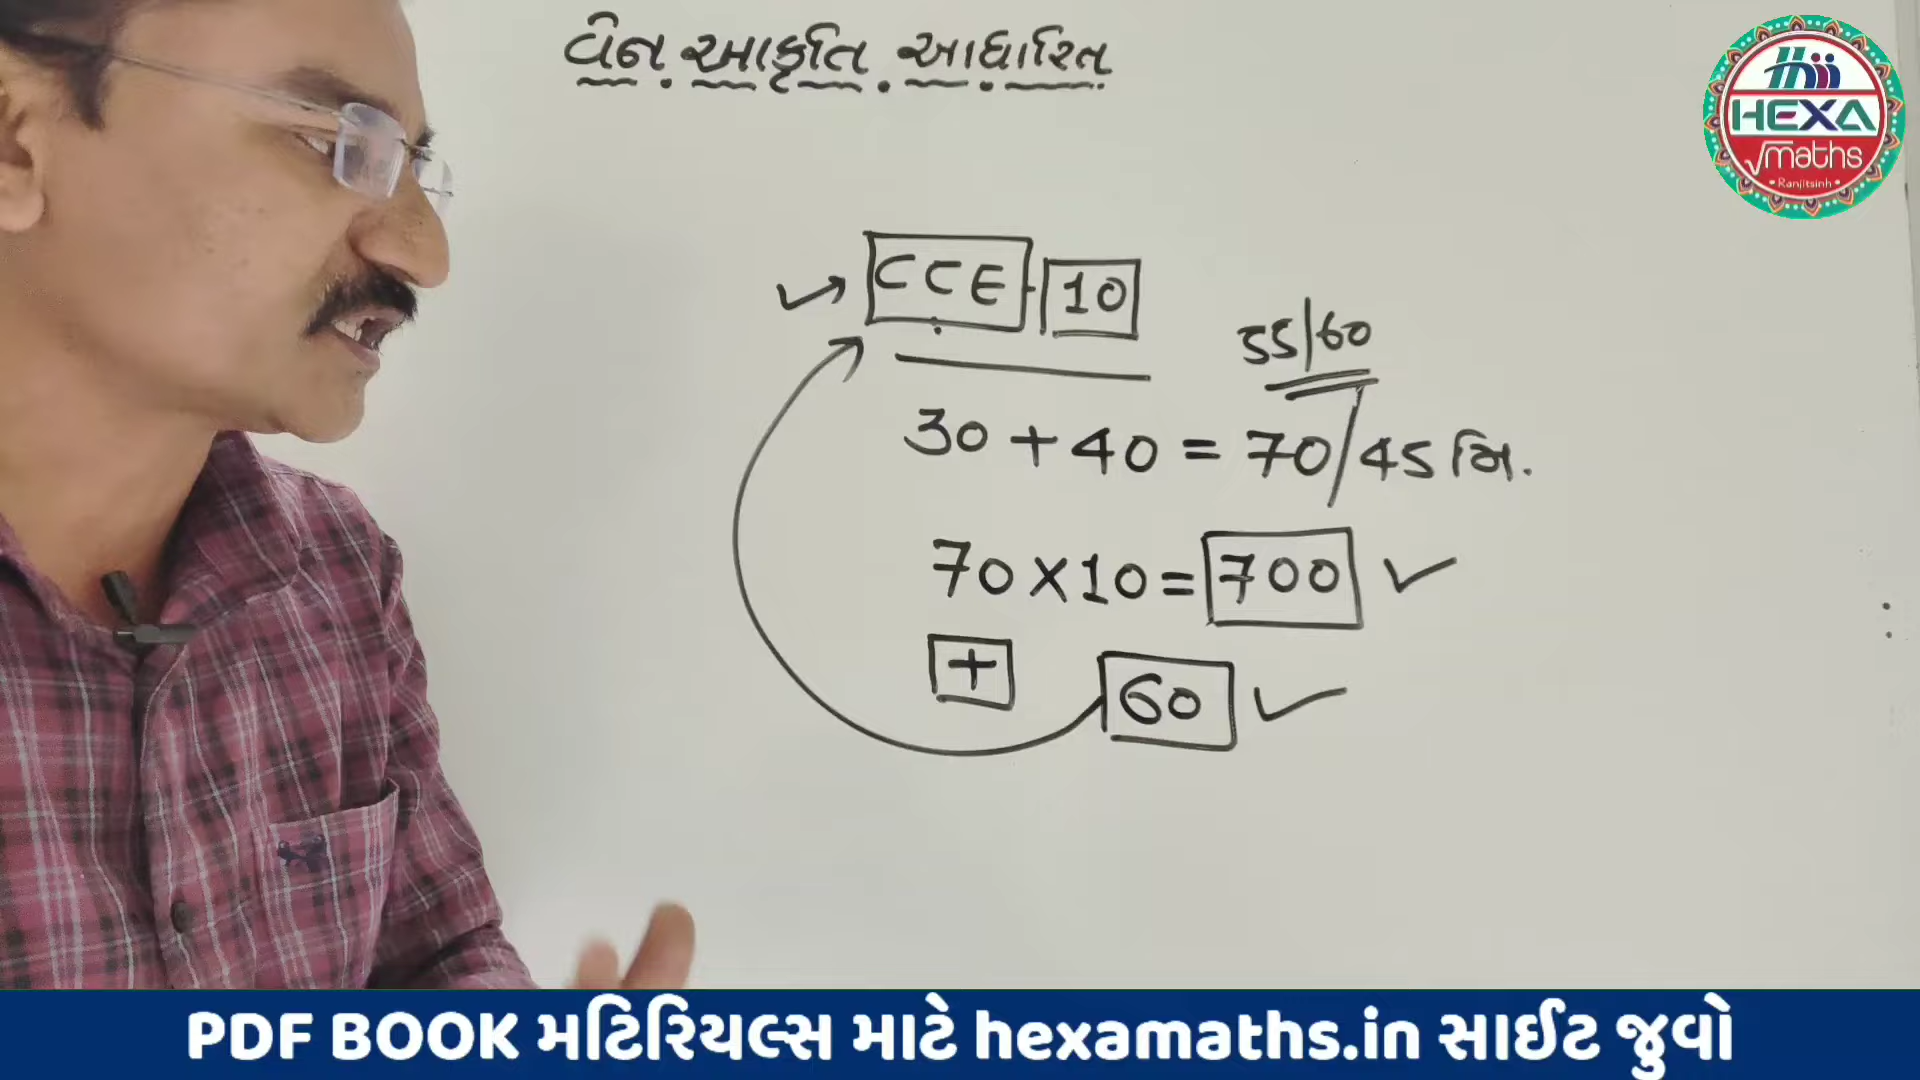 વેન આકૃતિ આધારિત
HEXA
√maths
• Ranjitsinh •
CCE 10
55/60
30 + 40 = 70/45 મિ.
70 x 10 = 700
+ 60
PDF BOOK મટિરિયલ્સ માટે hexamaths.in સાઈટ જુવો